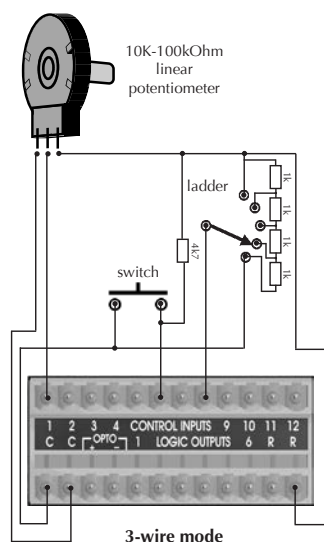 10K-100kOhm
linear
potentiometer
ladder
1k
1k
1k
1k
4k7
switch
1 2 3 4 CONTROL INPUTS 9 10 11 12
C C OPTO 1 LOGIC OUTPUTS 6 R R
+ −
3-wire mode